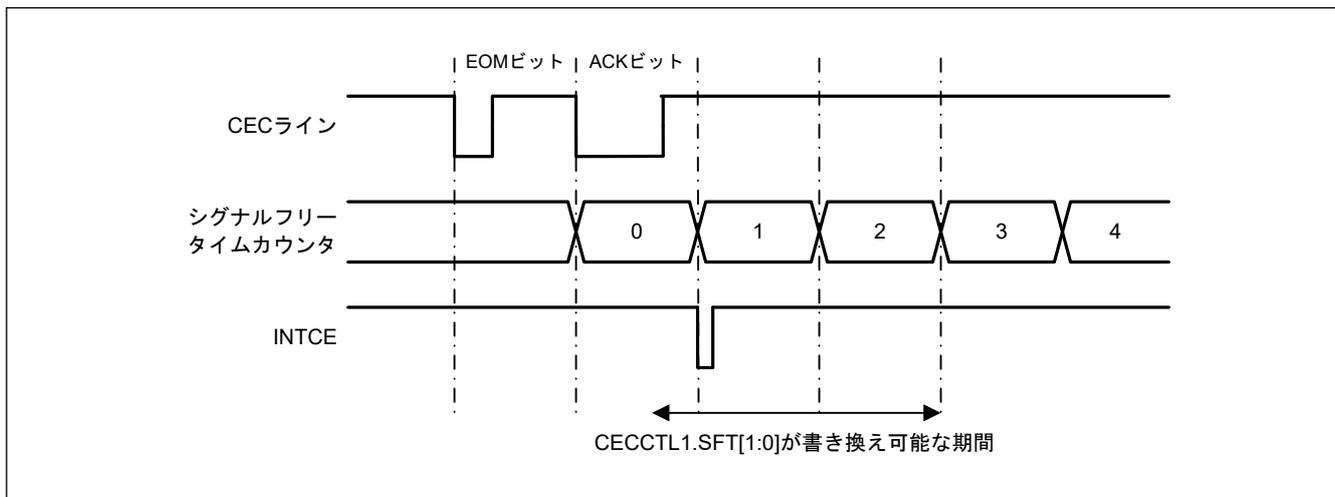 EOMビット ACKビット
CECライン
シグナルフリー
タイムカウンタ
0 1 2 3 4
INTCE
CECCTL1.SFT[1:0]が書き換え可能な期間